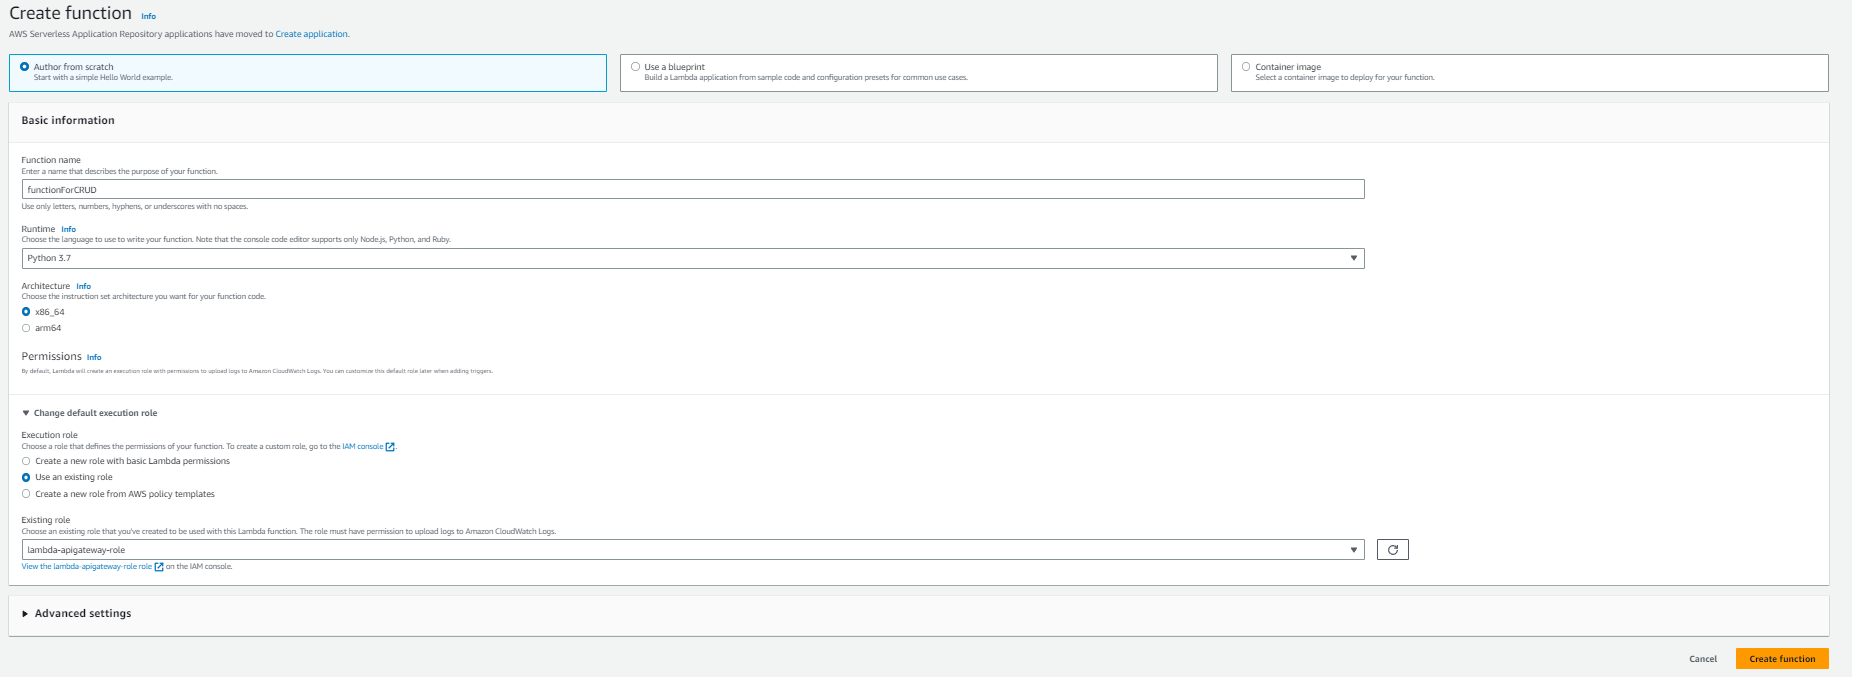 Create function Info
AWS Serverless Application Repository applications have moved to Create application.
Author from scratch
Start with a simple Hello World example.
Use a blueprint
Build a Lambda application from sample code and configuration presets for common use cases.
Container image
Select a container image to deploy for your function.
Basic information
Function name
Enter a name that describes the purpose of your function.
functionForCRUD
Use only letters, numbers, hyphens, or underscores with no spaces.
Runtime Info
Choose the language to use to write your function. Note that the console code editor supports only Node.js, Python, and Ruby.
Python 3.7
Architecture Info
Choose the instruction set architecture you want for your function code.
x86_64
arm64
Permissions Info
By default, Lambda will create an execution role with permissions to upload logs to Amazon CloudWatch Logs. You can customize this default role later when adding triggers.
Change default execution role
Execution role
Choose a role that defines the permissions of your function. To create a custom role, go to the IAM console.
Create a new role with basic Lambda permissions
Use an existing role
Create a new role from AWS policy templates
Existing role
Choose an existing role that you've created to be used with this Lambda function. The role must have permission to upload logs to Amazon CloudWatch Logs.
lambda-apigateway-role
View the lambda-apigateway-role role on the IAM console.
Advanced settings
Cancel
Create function